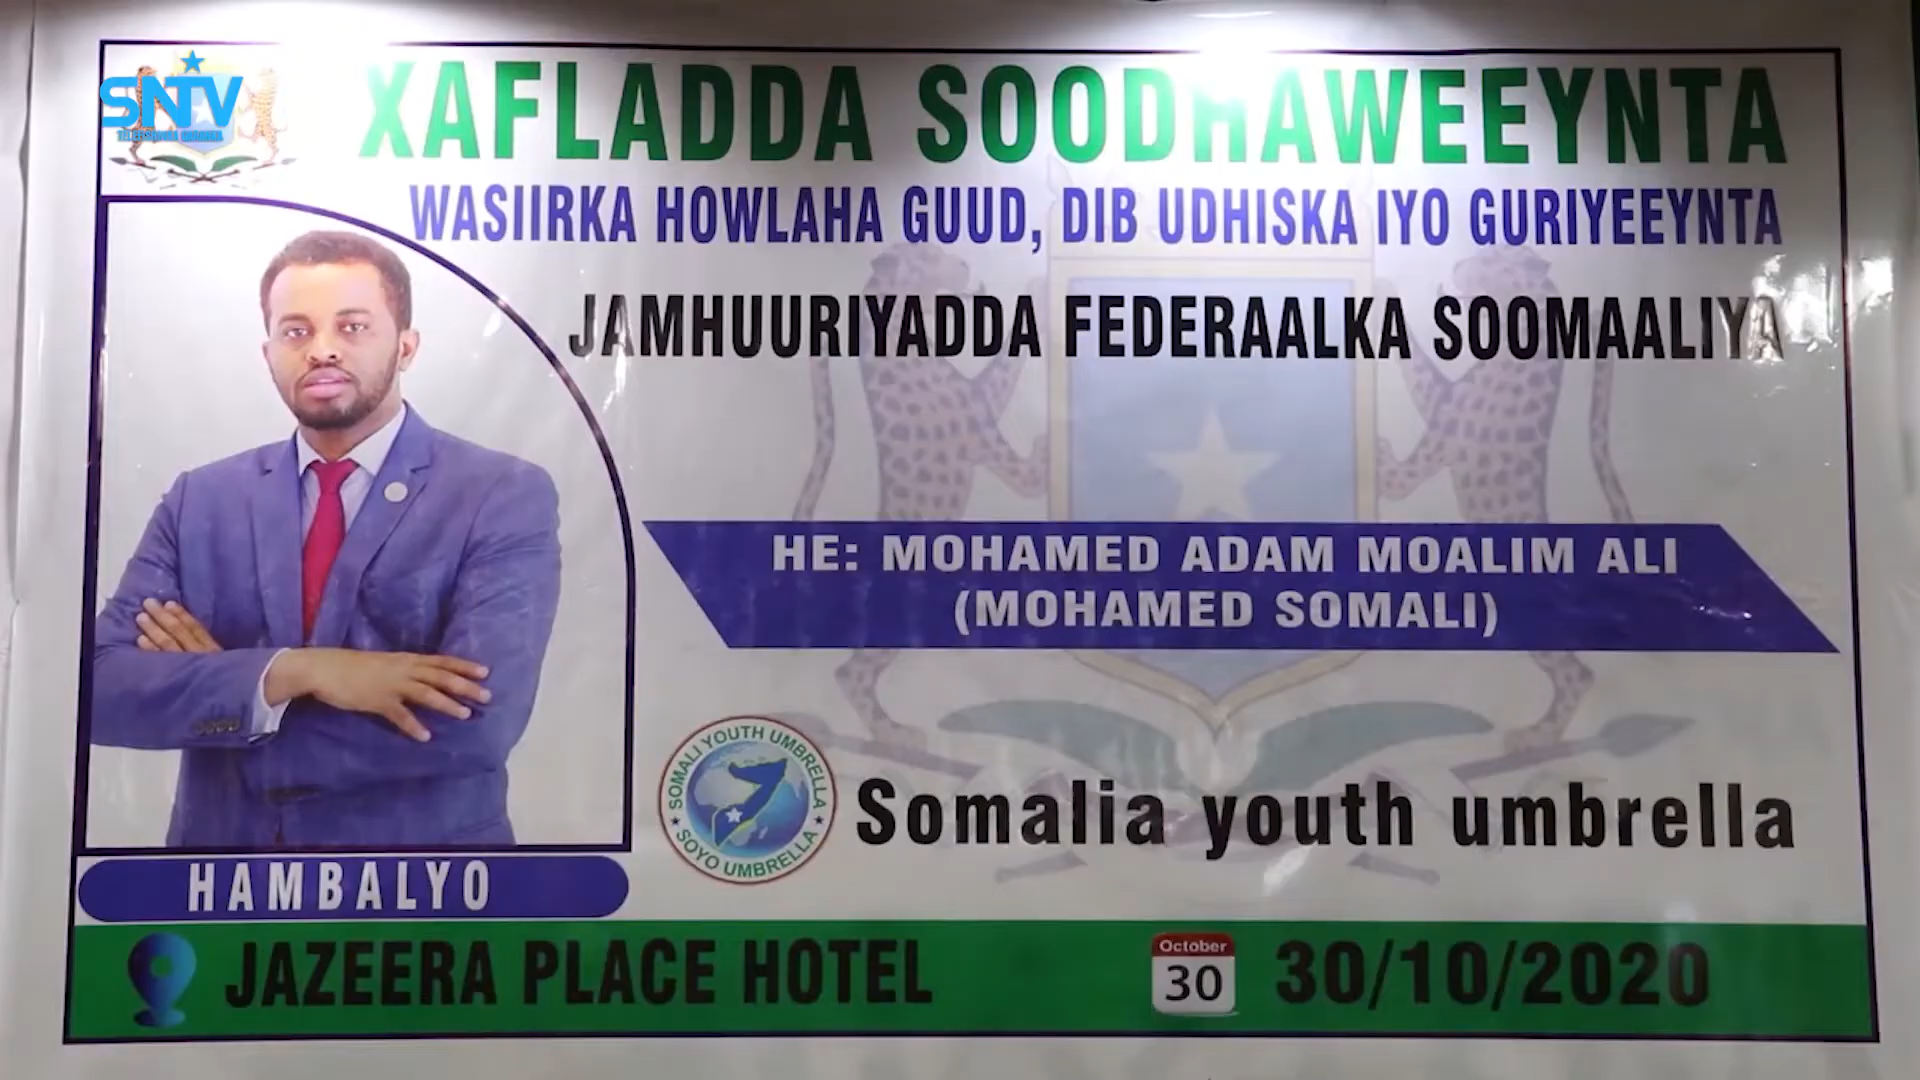 SNTV
XAFLADDA SOODHAWEEYNTA
WASIIRKA HOWLAHA GUUD, DIB UDHISKA IYO GURIYEEYNTA
JAMHUURIYADDA FEDERAALKA SOOMAALIYA
HE: MOHAMED ADAM MOALIM ALI
(MOHAMED SOMALI)
SOMALI YOUTH UMBRELLA
SOYO UMBRELLA
Somalia youth umbrella
HAMBALYO
JAZEERA PLACE HOTEL
October
30
30/10/2020